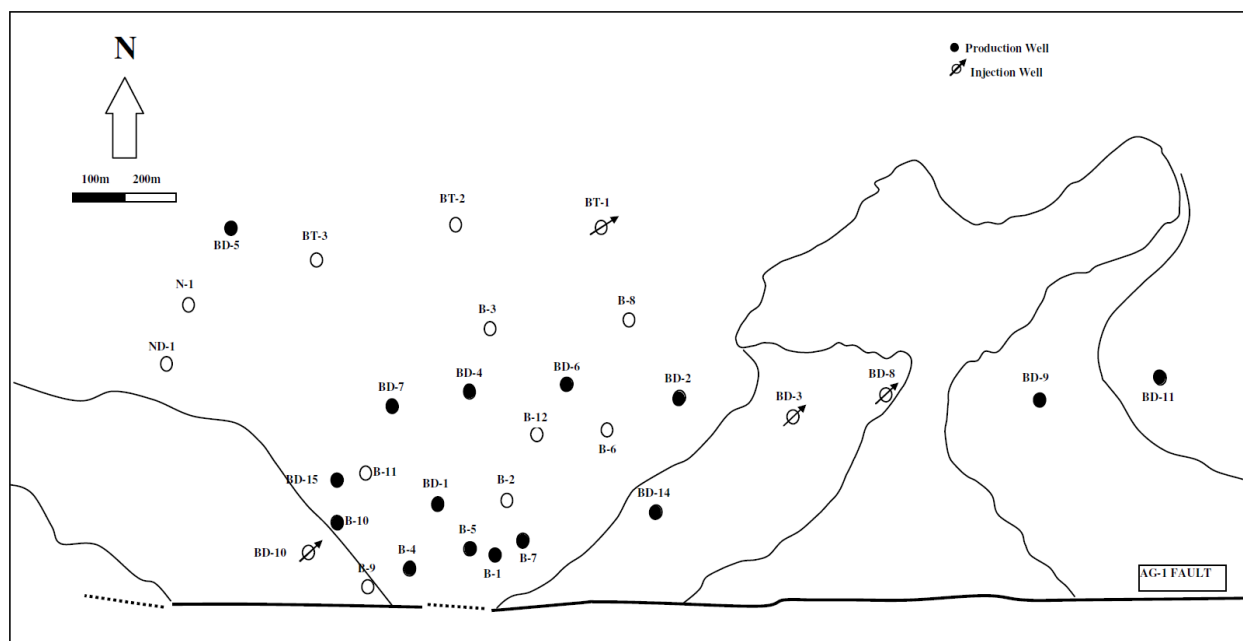 N
Production Well
Injection Well
100m 200m
BT-2
BT-1
BD-5
BT-3
N-1
B-3
B-8
ND-1
BD-6
BD-4
BD-7
BD-2
BD-8
BD-3
BD-9
BD-11
B-12
B-6
B-11
BD-15
BD-1
B-2
BD-14
B-10
B-5
B-7
BD-10
B-4
B-1
B-9
AG-1 FAULT